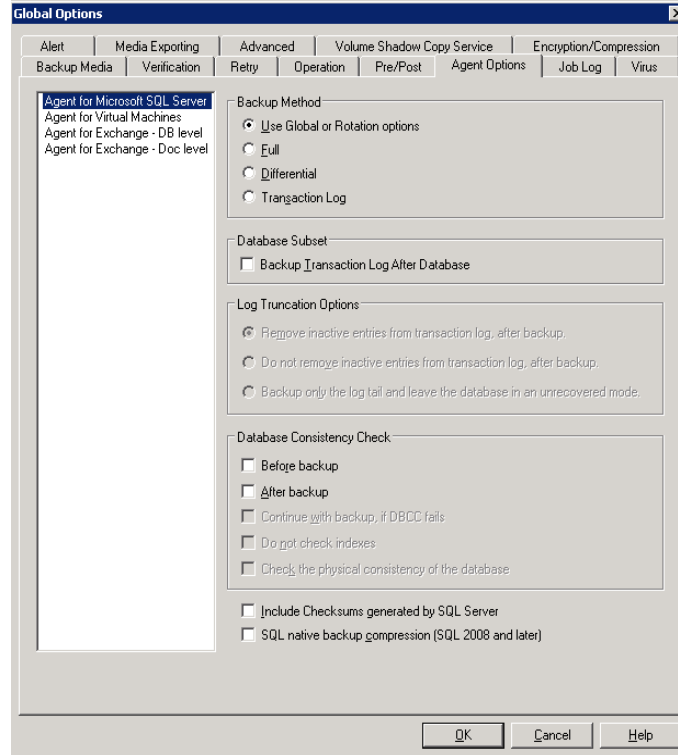 Global Options
Alert Media Exporting Advanced Volume Shadow Copy Service Encryption/Compression
Backup Media Verification Retry Operation Pre/Post Agent Options Job Log Virus
Agent for Microsoft SQL Server
Agent for Virtual Machines
Agent for Exchange - DB level
Agent for Exchange - Doc level
Backup Method
Use Global or Rotation options
Full
Differential
Transaction Log
Database Subset
Backup Transaction Log After Database
Log Truncation Options
Remove inactive entries from transaction log, after backup.
Do not remove inactive entries from transaction log, after backup.
Backup only the log tail and leave the database in an unrecovered mode.
Database Consistency Check
Before backup
After backup
Continue with backup, if DBCC fails
Do not check indexes
Check the physical consistency of the database
Include Checksums generated by SQL Server
SQL native backup compression (SQL 2008 and later)
OK Cancel Help